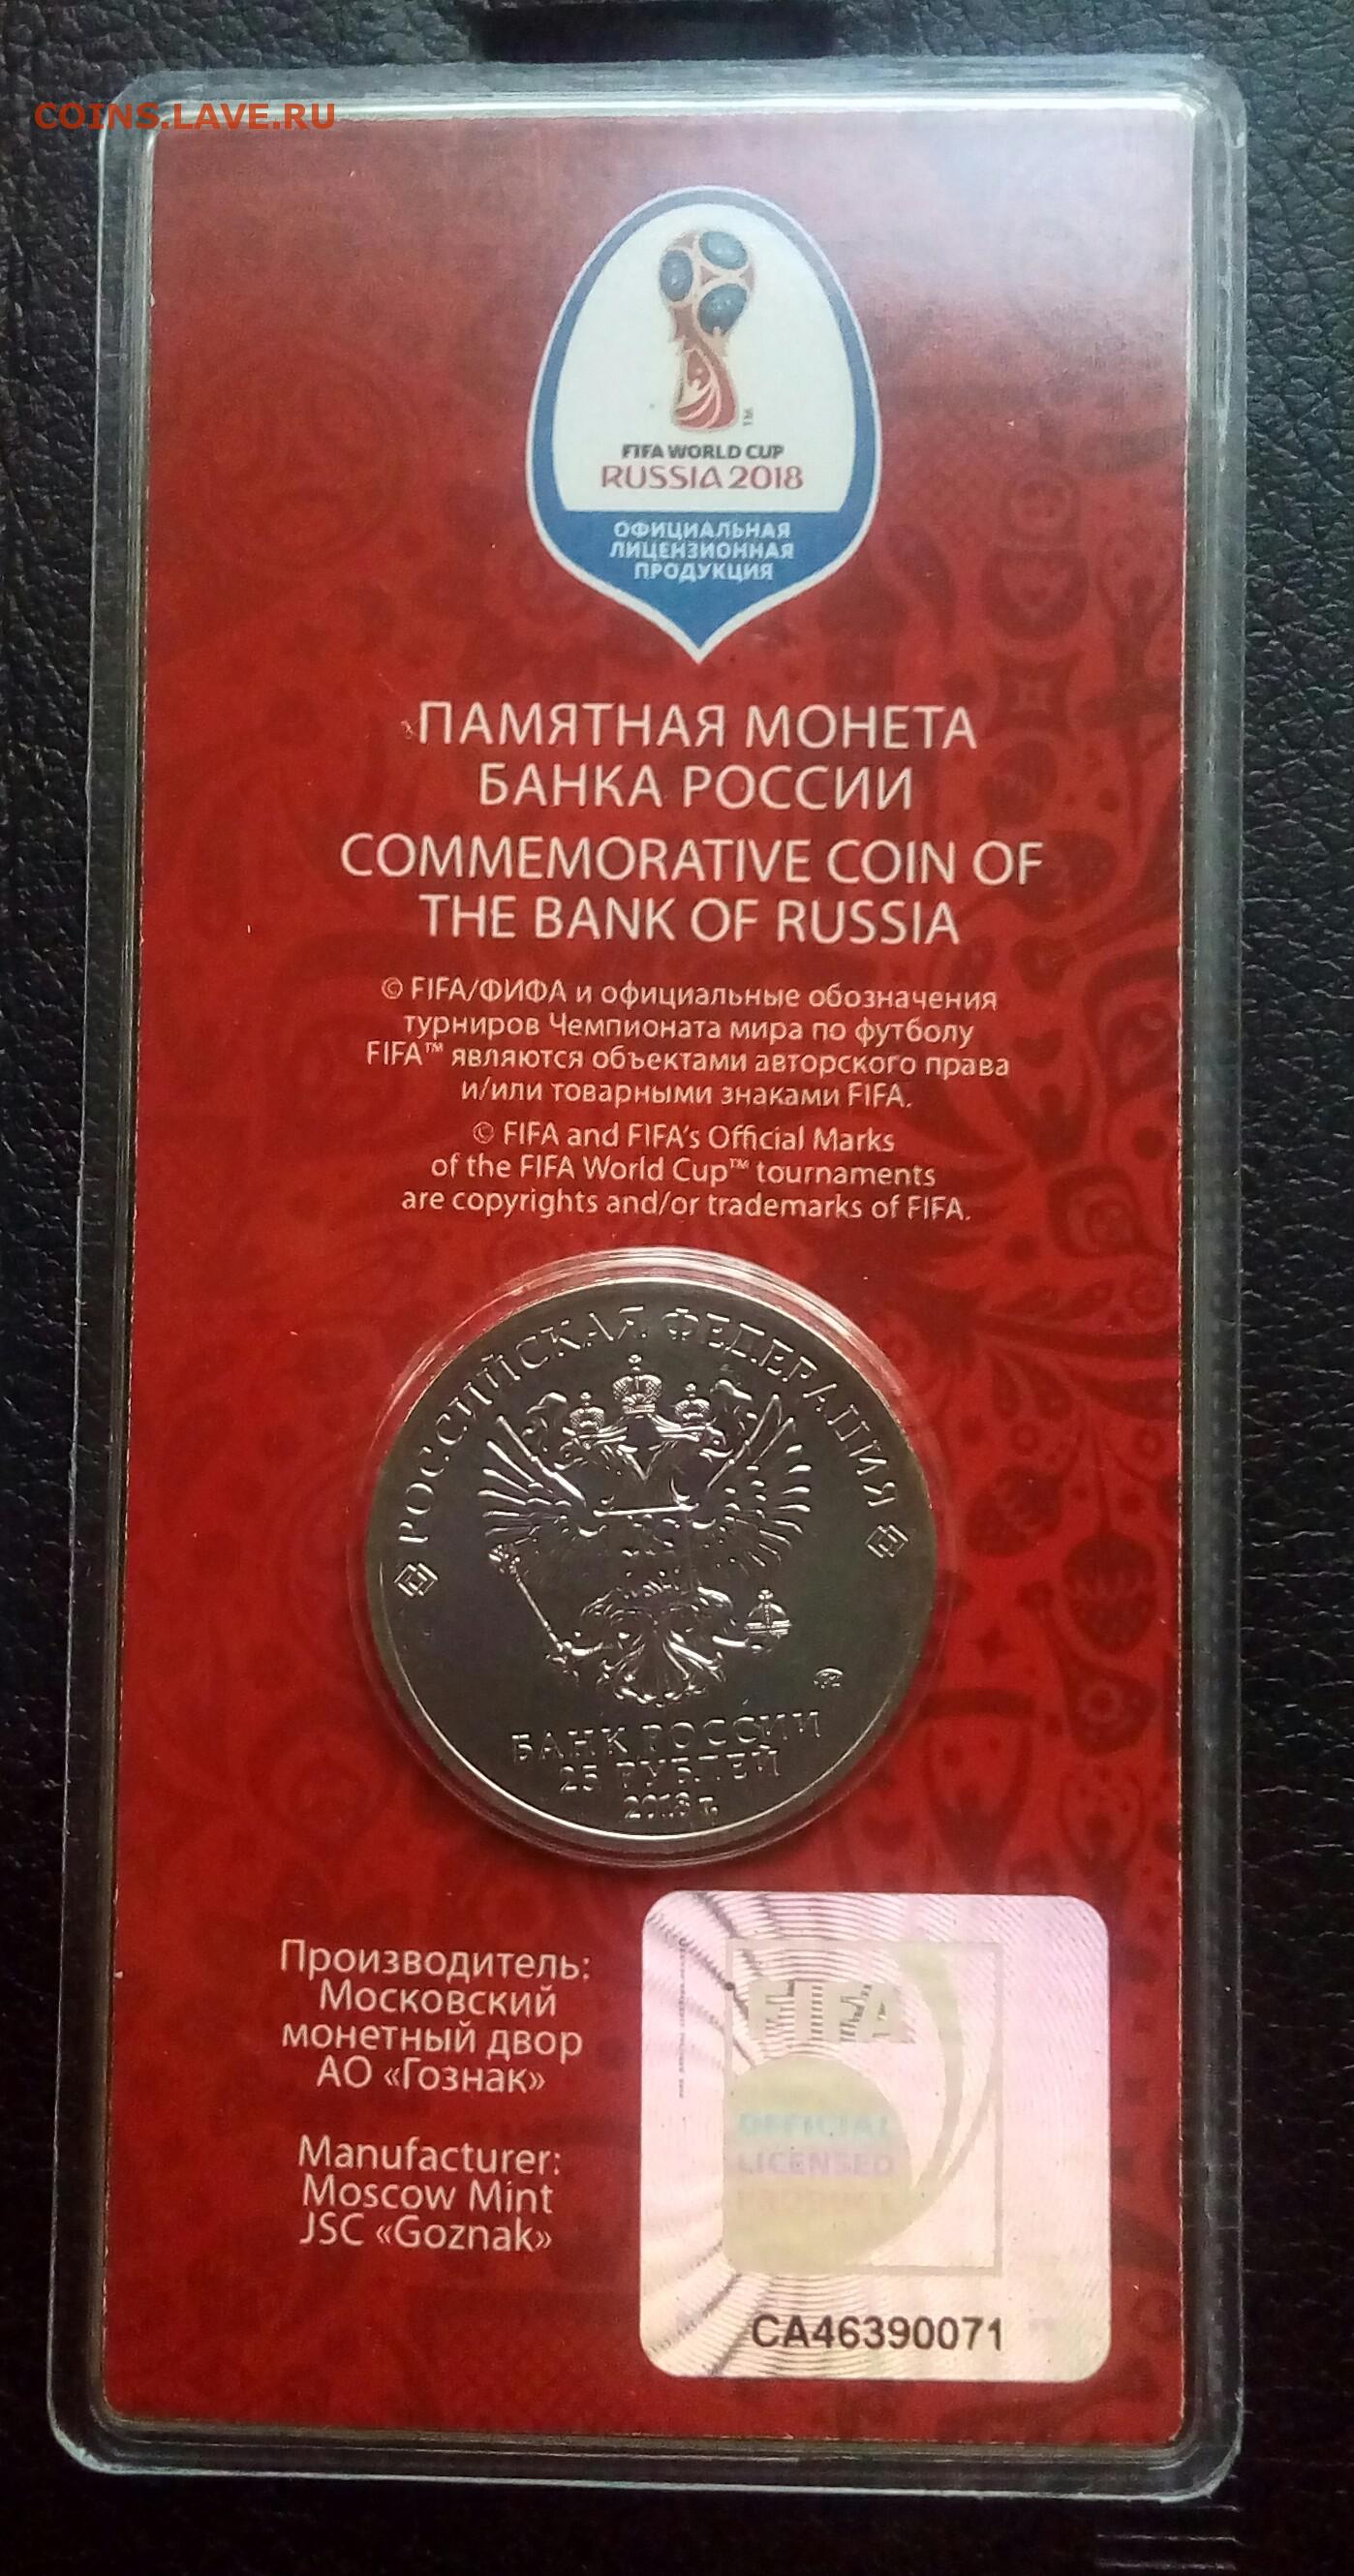 COINS.LAVE.RU
FIFA WORLD CUP
RUSSIA 2018
ОФИЦИАЛЬНАЯ
ЛИЦЕНЗИОННАЯ
ПРОДУКЦИЯ
ПАМЯТНАЯ МОНЕТА
БАНКА РОССИИ
COMMEMORATIVE COIN OF
THE BANK OF RUSSIA
© FIFA/ФИФА и официальные обозначения
турниров Чемпионата мира по футболу
FIFA™ являются объектами авторского права
и/или товарными знаками FIFA.
© FIFA and FIFA's Official Marks
of the FIFA World Cup™ tournaments
are copyrights and/or trademarks of FIFA.
РОССИЙСКАЯ ФЕДЕРАЦИЯ
БАНК РОССИИ
25 РУБЛЕЙ
2018 г.
Производитель:
Московский
монетный двор
АО «Гознак»
Manufacturer:
Moscow Mint
JSC «Goznak»
FIFA
OFFICIAL
LICENSED
PRODUCT
CA46390071